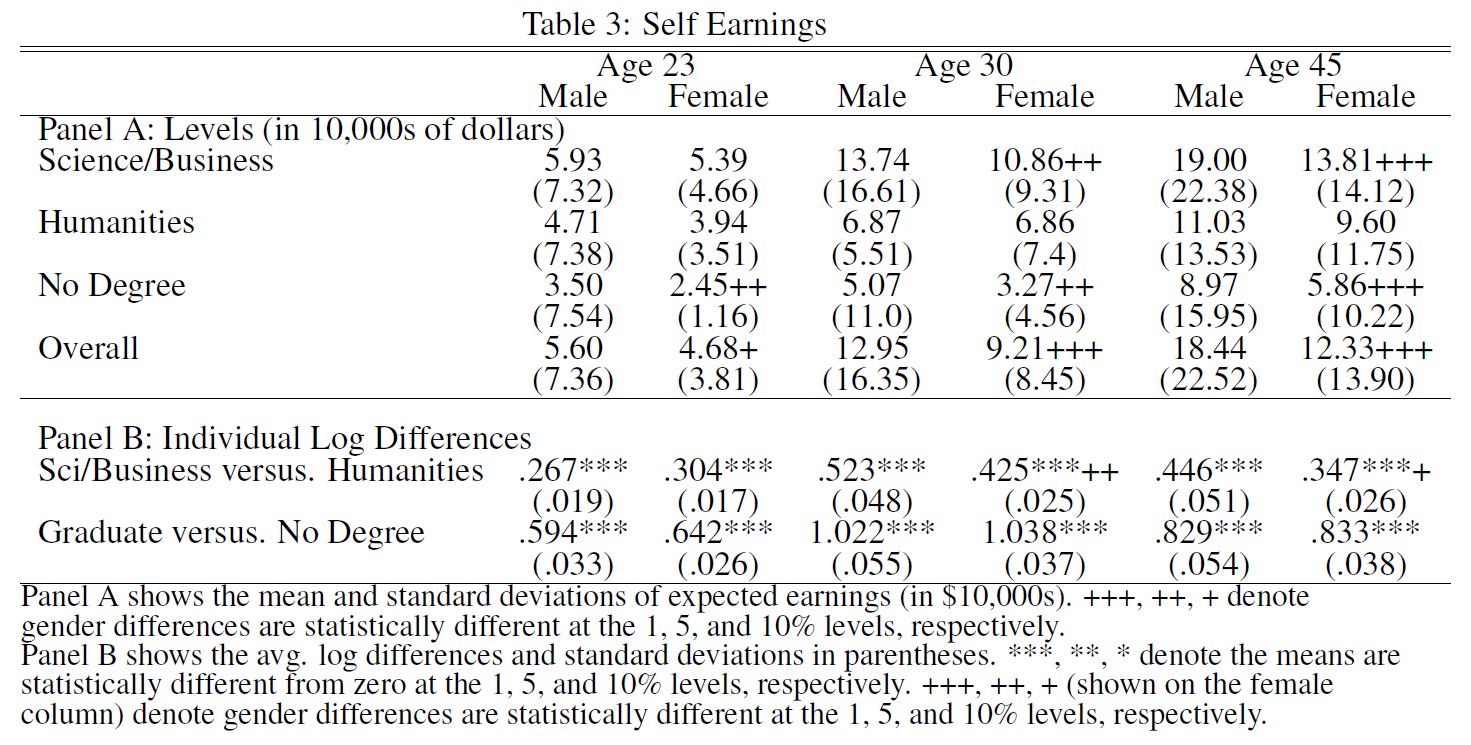 Table 3: Self Earnings
Age 23 Age 30 Age 45
Male Female Male Female Male Female
Panel A: Levels (in 10,000s of dollars)
Science/Business 5.93 5.39 13.74 10.86++ 19.00 13.81+++
(7.32) (4.66) (16.61) (9.31) (22.38) (14.12)
Humanities 4.71 3.94 6.87 6.86 11.03 9.60
(7.38) (3.51) (5.51) (7.4) (13.53) (11.75)
No Degree 3.50 2.45++ 5.07 3.27++ 8.97 5.86+++
(7.54) (1.16) (11.0) (4.56) (15.95) (10.22)
Overall 5.60 4.68+ 12.95 9.21+++ 18.44 12.33+++
(7.36) (3.81) (16.35) (8.45) (22.52) (13.90)
Panel B: Individual Log Differences
Sci/Business versus. Humanities .267*** .304*** .523*** .425***++ .446*** .347***+
(.019) (.017) (.048) (.025) (.051) (.026)
Graduate versus. No Degree .594*** .642*** 1.022*** 1.038*** .829*** .833***
(.033) (.026) (.055) (.037) (.054) (.038)
Panel A shows the mean and standard deviations of expected earnings (in $10,000s). +++, ++, + denote
gender differences are statistically different at the 1, 5, and 10% levels, respectively.
Panel B shows the avg. log differences and standard deviations in parentheses. ***, **, * denote the means are
statistically different from zero at the 1, 5, and 10% levels, respectively. +++, ++, + (shown on the female
column) denote gender differences are statistically different at the 1, 5, and 10% levels, respectively.